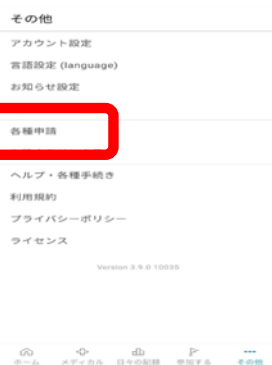 その他
アカウント設定
言語設定 (language)
お知らせ設定
各種申請
ヘルプ・各種手続き
利用規約
プライバシーポリシー
ライセンス
Version 3.9.0 10035
ホーム メディカル 日々の記録 参加する その他